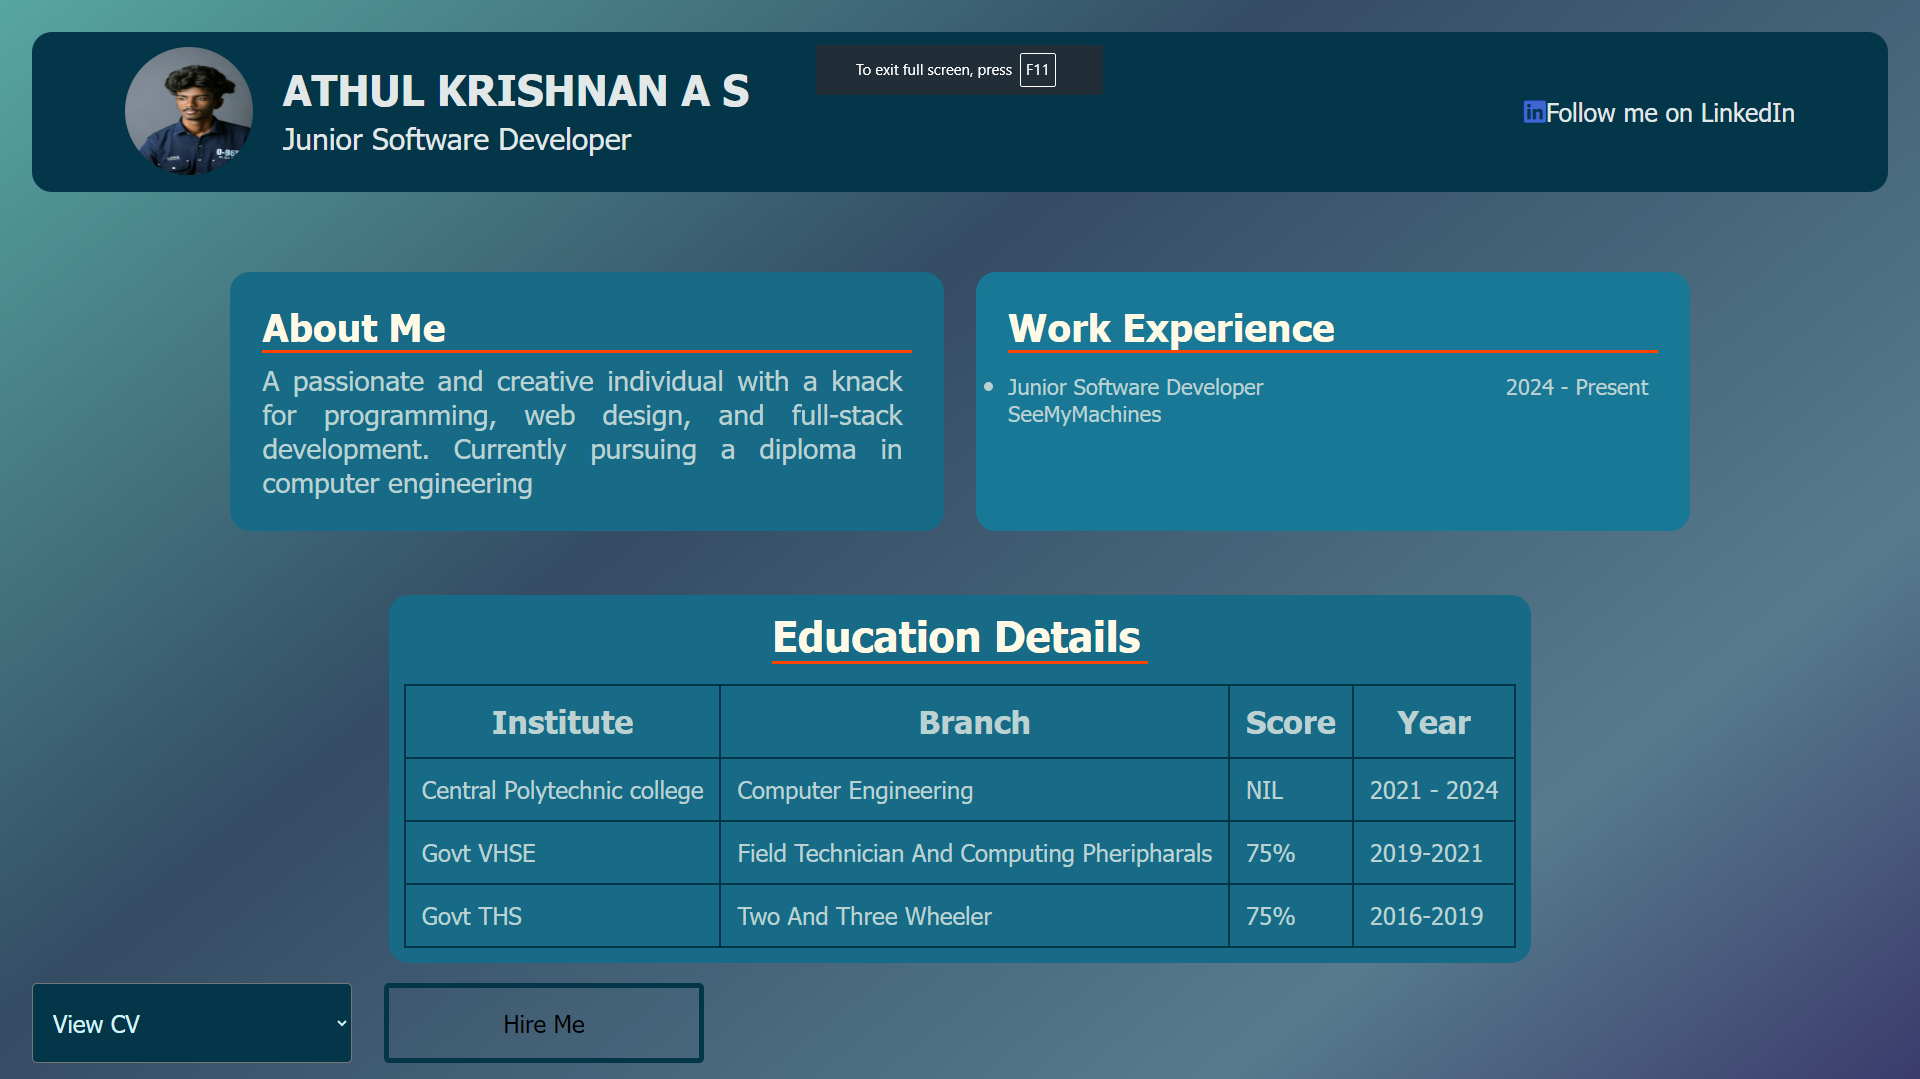 ATHUL KRISHNAN A S
Junior Software Developer
To exit full screen, press F11
Follow me on LinkedIn
About Me
A passionate and creative individual with a knack
for programming, web design, and full-stack
development. Currently pursuing a diploma in
computer engineering
Work Experience
Junior Software Developer 2024 - Present
SeeMyMachines
Education Details
Institute Branch Score Year
Central Polytechnic college Computer Engineering NIL 2021 - 2024
Govt VHSE Field Technician And Computing Pheripharals 75% 2019-2021
Govt THS Two And Three Wheeler 75% 2016-2019
View CV
Hire Me